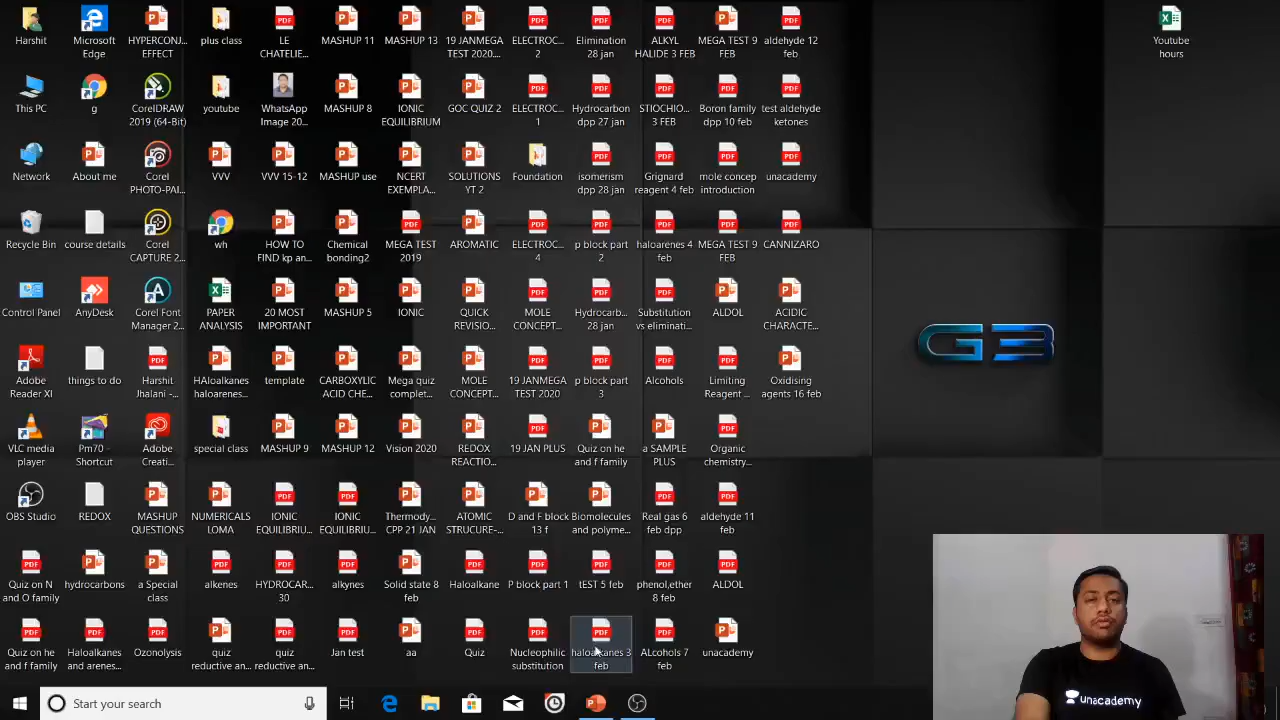 Harshit
Microsoft
Edge
HYPERCONJ...
EFFECT
plus class
LE
CHATELIE...
MASHUP 11
MASHUP 13
19 JANMEGA
TEST 2020....
ELECTROC...
2
Elimination
28 jan
ALKYL
HALIDE 3 FEB
MEGA TEST 9
FEB
aldehyde 12
feb
Youtube
hours
This PC
g
CorelDRAW
2019 (64-Bit)
youtube
WhatsApp
Image 20...
MASHUP 8
IONIC
EQUILIBRIUM
GOC QUIZ 2
ELECTROC...
1
Hydrocarbon
dpp 27 jan
STIOCHIO...
3 FEB
Boron family
dpp 10 feb
test aldehyde
ketones
Network
About me
Corel
PHOTO-PAI...
VVV
VVV 15-12
MASHUP use
NCERT
EXEMPLA...
SOLUTIONS
YT 2
Foundation
isomerism
dpp 28 jan
Grignard
reagent 4 feb
mole concep
introduction
unacademy
Recycle Bin
course details
Corel
CAPTURE 2...
wh
HOW TO
FIND kp an...
Chemical
bonding2
MEGA TEST
2019
AROMATIC
ELECTROC...
4
p block part
2
haloarenes 4
feb
MEGA TEST 9
FEB
CANNIZARO
Control Panel
AnyDesk
Corel Font
Manager 2...
PAPER
ANALYSIS
20 MOST
IMPORTANT
MASHUP 5
IONIC
QUICK
REVISIO...
MOLE
CONCEPT...
Hydrocarb...
28 jan
Substitution
vs eliminati...
ALDOL
ACIDIC
CHARACTE...
G3
Adobe
Reader XI
things to do
Harshit
Jhalani -...
HAloalkanes
haloarenes...
template
CARBOXYLIC
ACID CHE...
Mega quiz
complet...
MOLE
CONCEPT...
19 JANMEGA
TEST 2020
p block part
3
Alcohols
Limiting
Reagent ...
Oxidising
agents 16 feb
VLC media
player
Pm70 -
Shortcut
Adobe
Creati...
special class
MASHUP 9
MASHUP 12
Vision 2020
REDOX
REACTIO...
19 JAN PLUS
Quiz on he
and f family
a SAMPLE
PLUS
Organic
chemistry...
OBS Studio
REDOX
MASHUP
QUESTIONS
NUMERICALS
LOMA
IONIC
EQUILIBRIU...
IONIC
EQUILIBRIU...
Thermody...
CPP 21 JAN
ATOMIC
STRUCURE-...
D and F block
13 f
Biomolecules
and polyme...
Real gas 6
feb dpp
aldehyde 11
feb
Quiz on N
and O family
hydrocarbons
a Special
class
alkenes
HYDROCAR...
30
alkynes
Solid state 8
feb
Haloalkane
P block part 1
tEST 5 feb
phenol,ether
8 feb
ALDOL
Quiz on he
and f family
Haloalkanes
and arenes...
Ozonolysis
quiz
reductive an...
quiz
reductive an...
Jan test
aa
Quiz
Nucleophilic
substitution
haloalkanes 3
feb
ALcohols 7
feb
unacademy
unacademy
Start your search